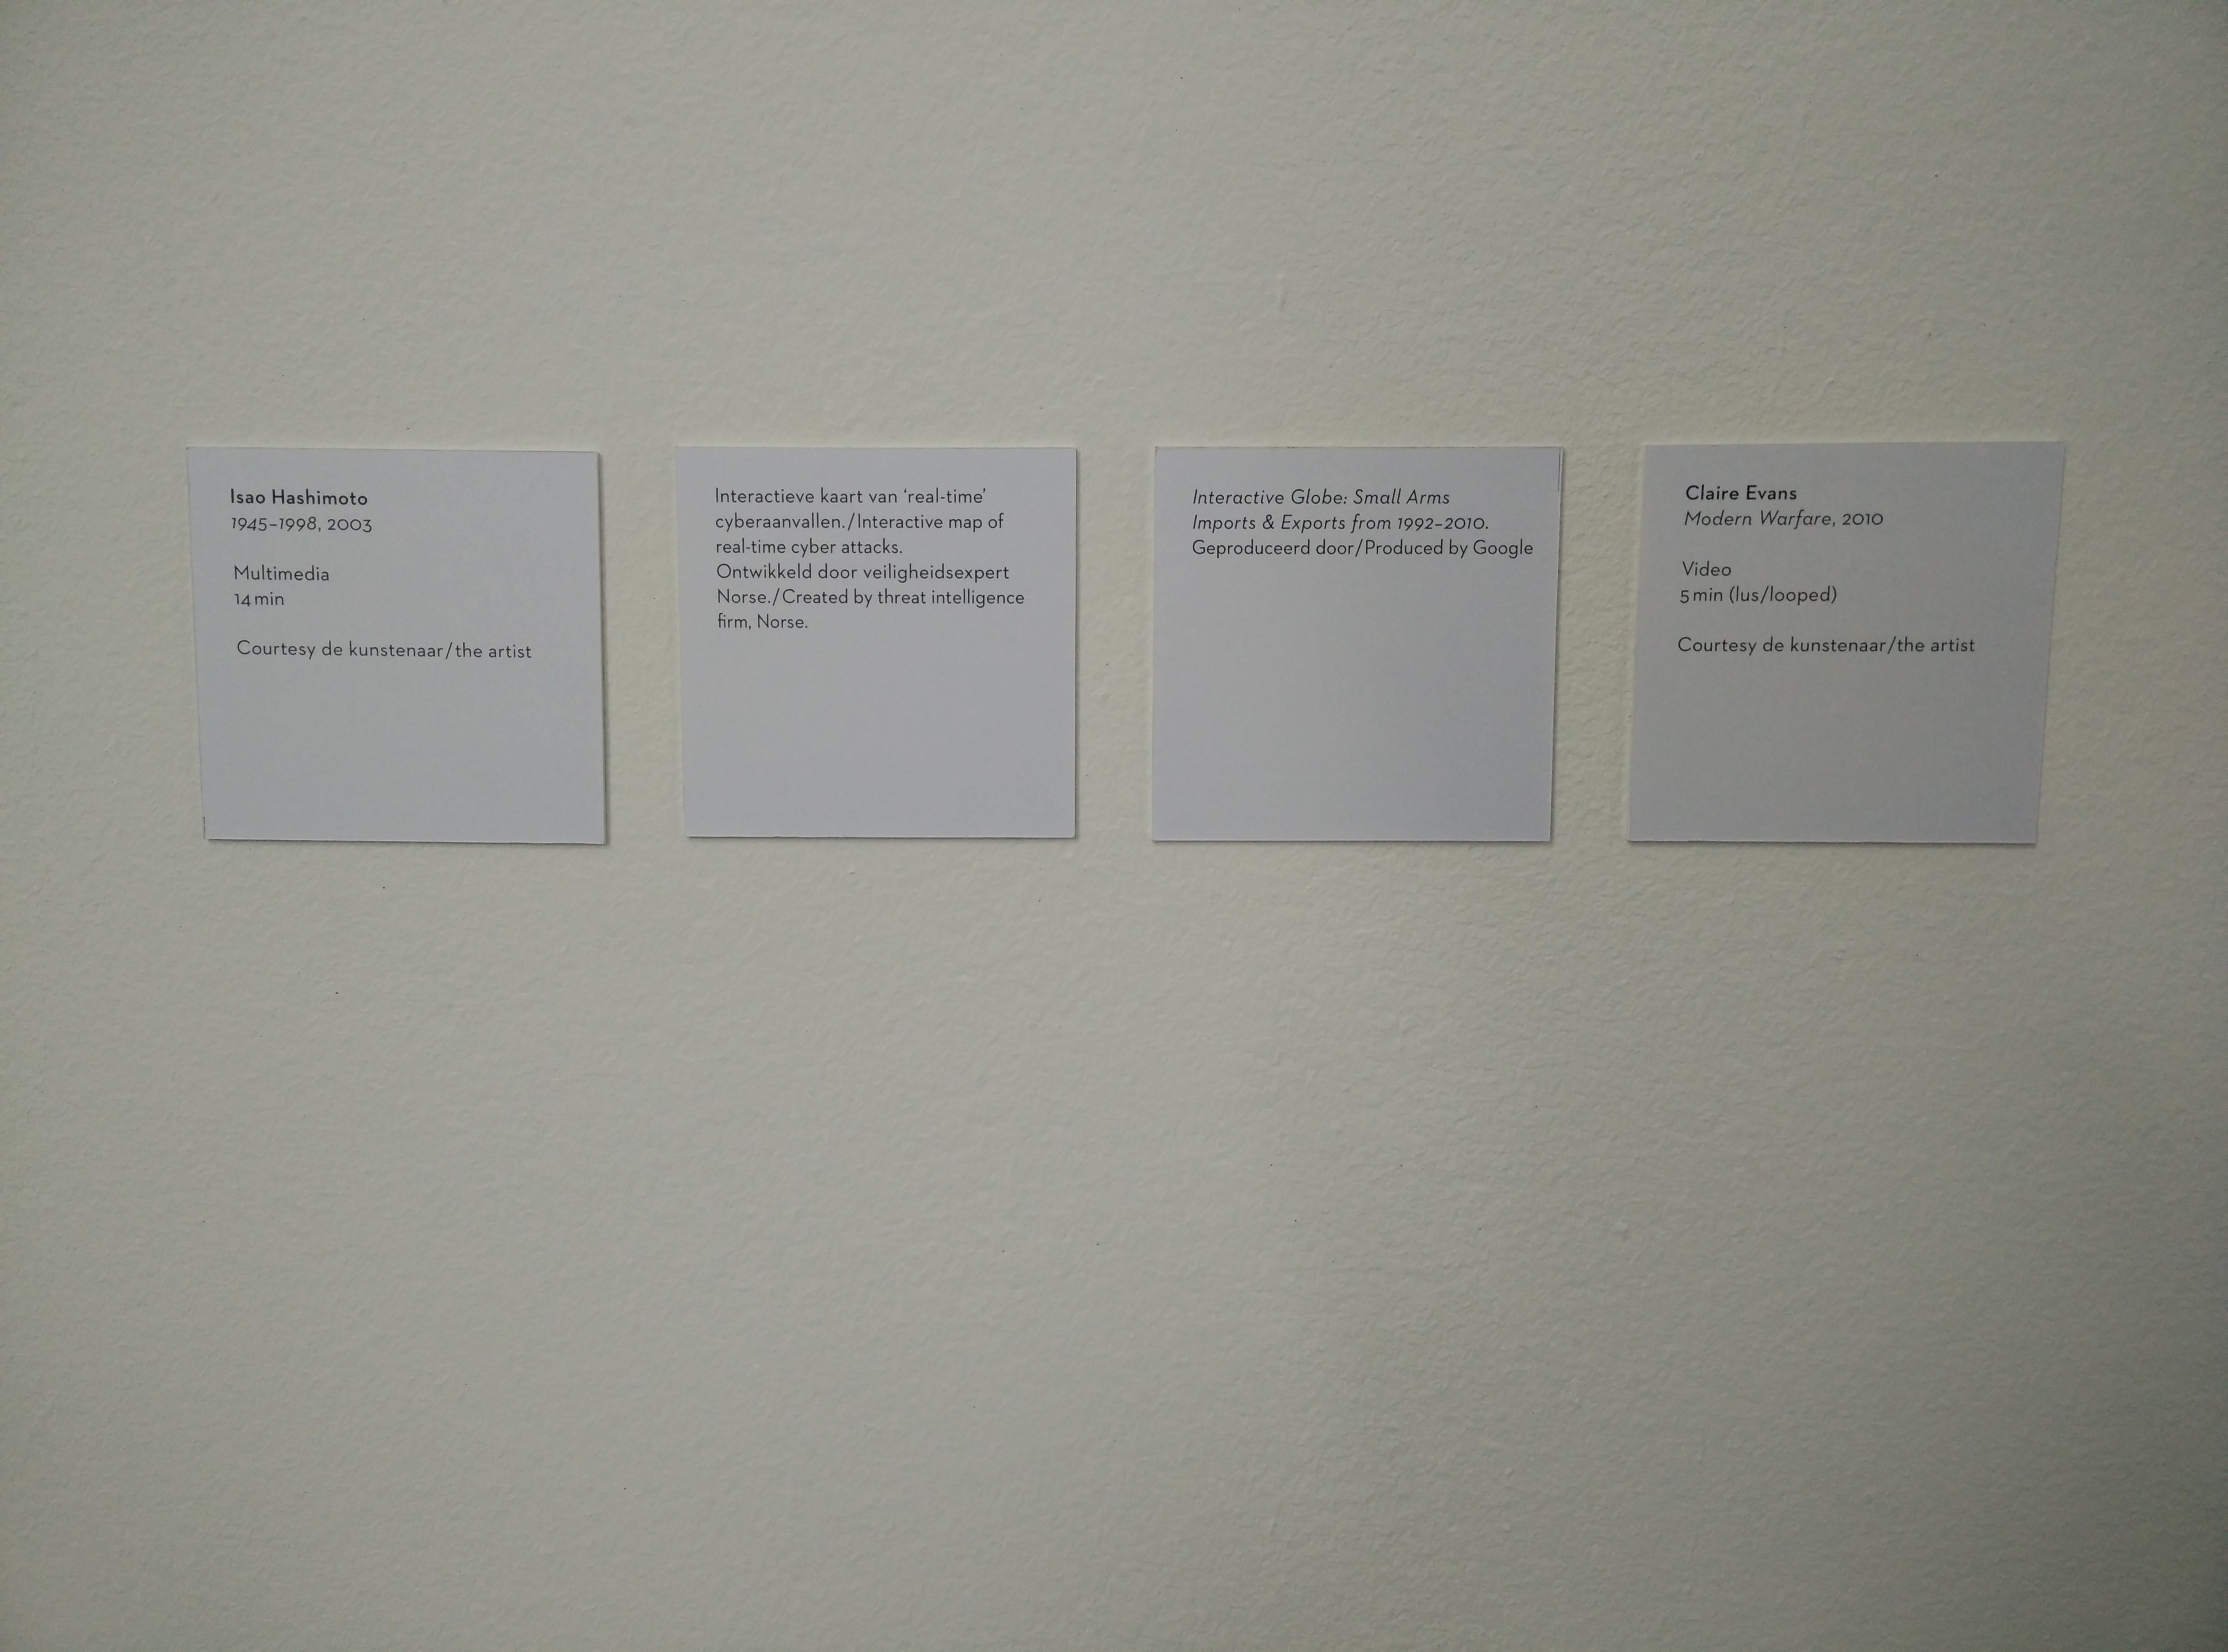 Isao Hashimoto
1945–1998, 2003
Multimedia
14 min
Courtesy de kunstenaar/the artist
Interactieve kaart van ‘real-time’
cyberaanvallen./Interactive map of
real-time cyber attacks.
Ontwikkeld door veiligheidsexpert
Norse./Created by threat intelligence
firm, Norse.
Interactive Globe: Small Arms
Imports & Exports from 1992–2010.
Geproduceerd door/Produced by Google
Claire Evans
Modern Warfare, 2010
Video
5 min (lus/looped)
Courtesy de kunstenaar/the artist